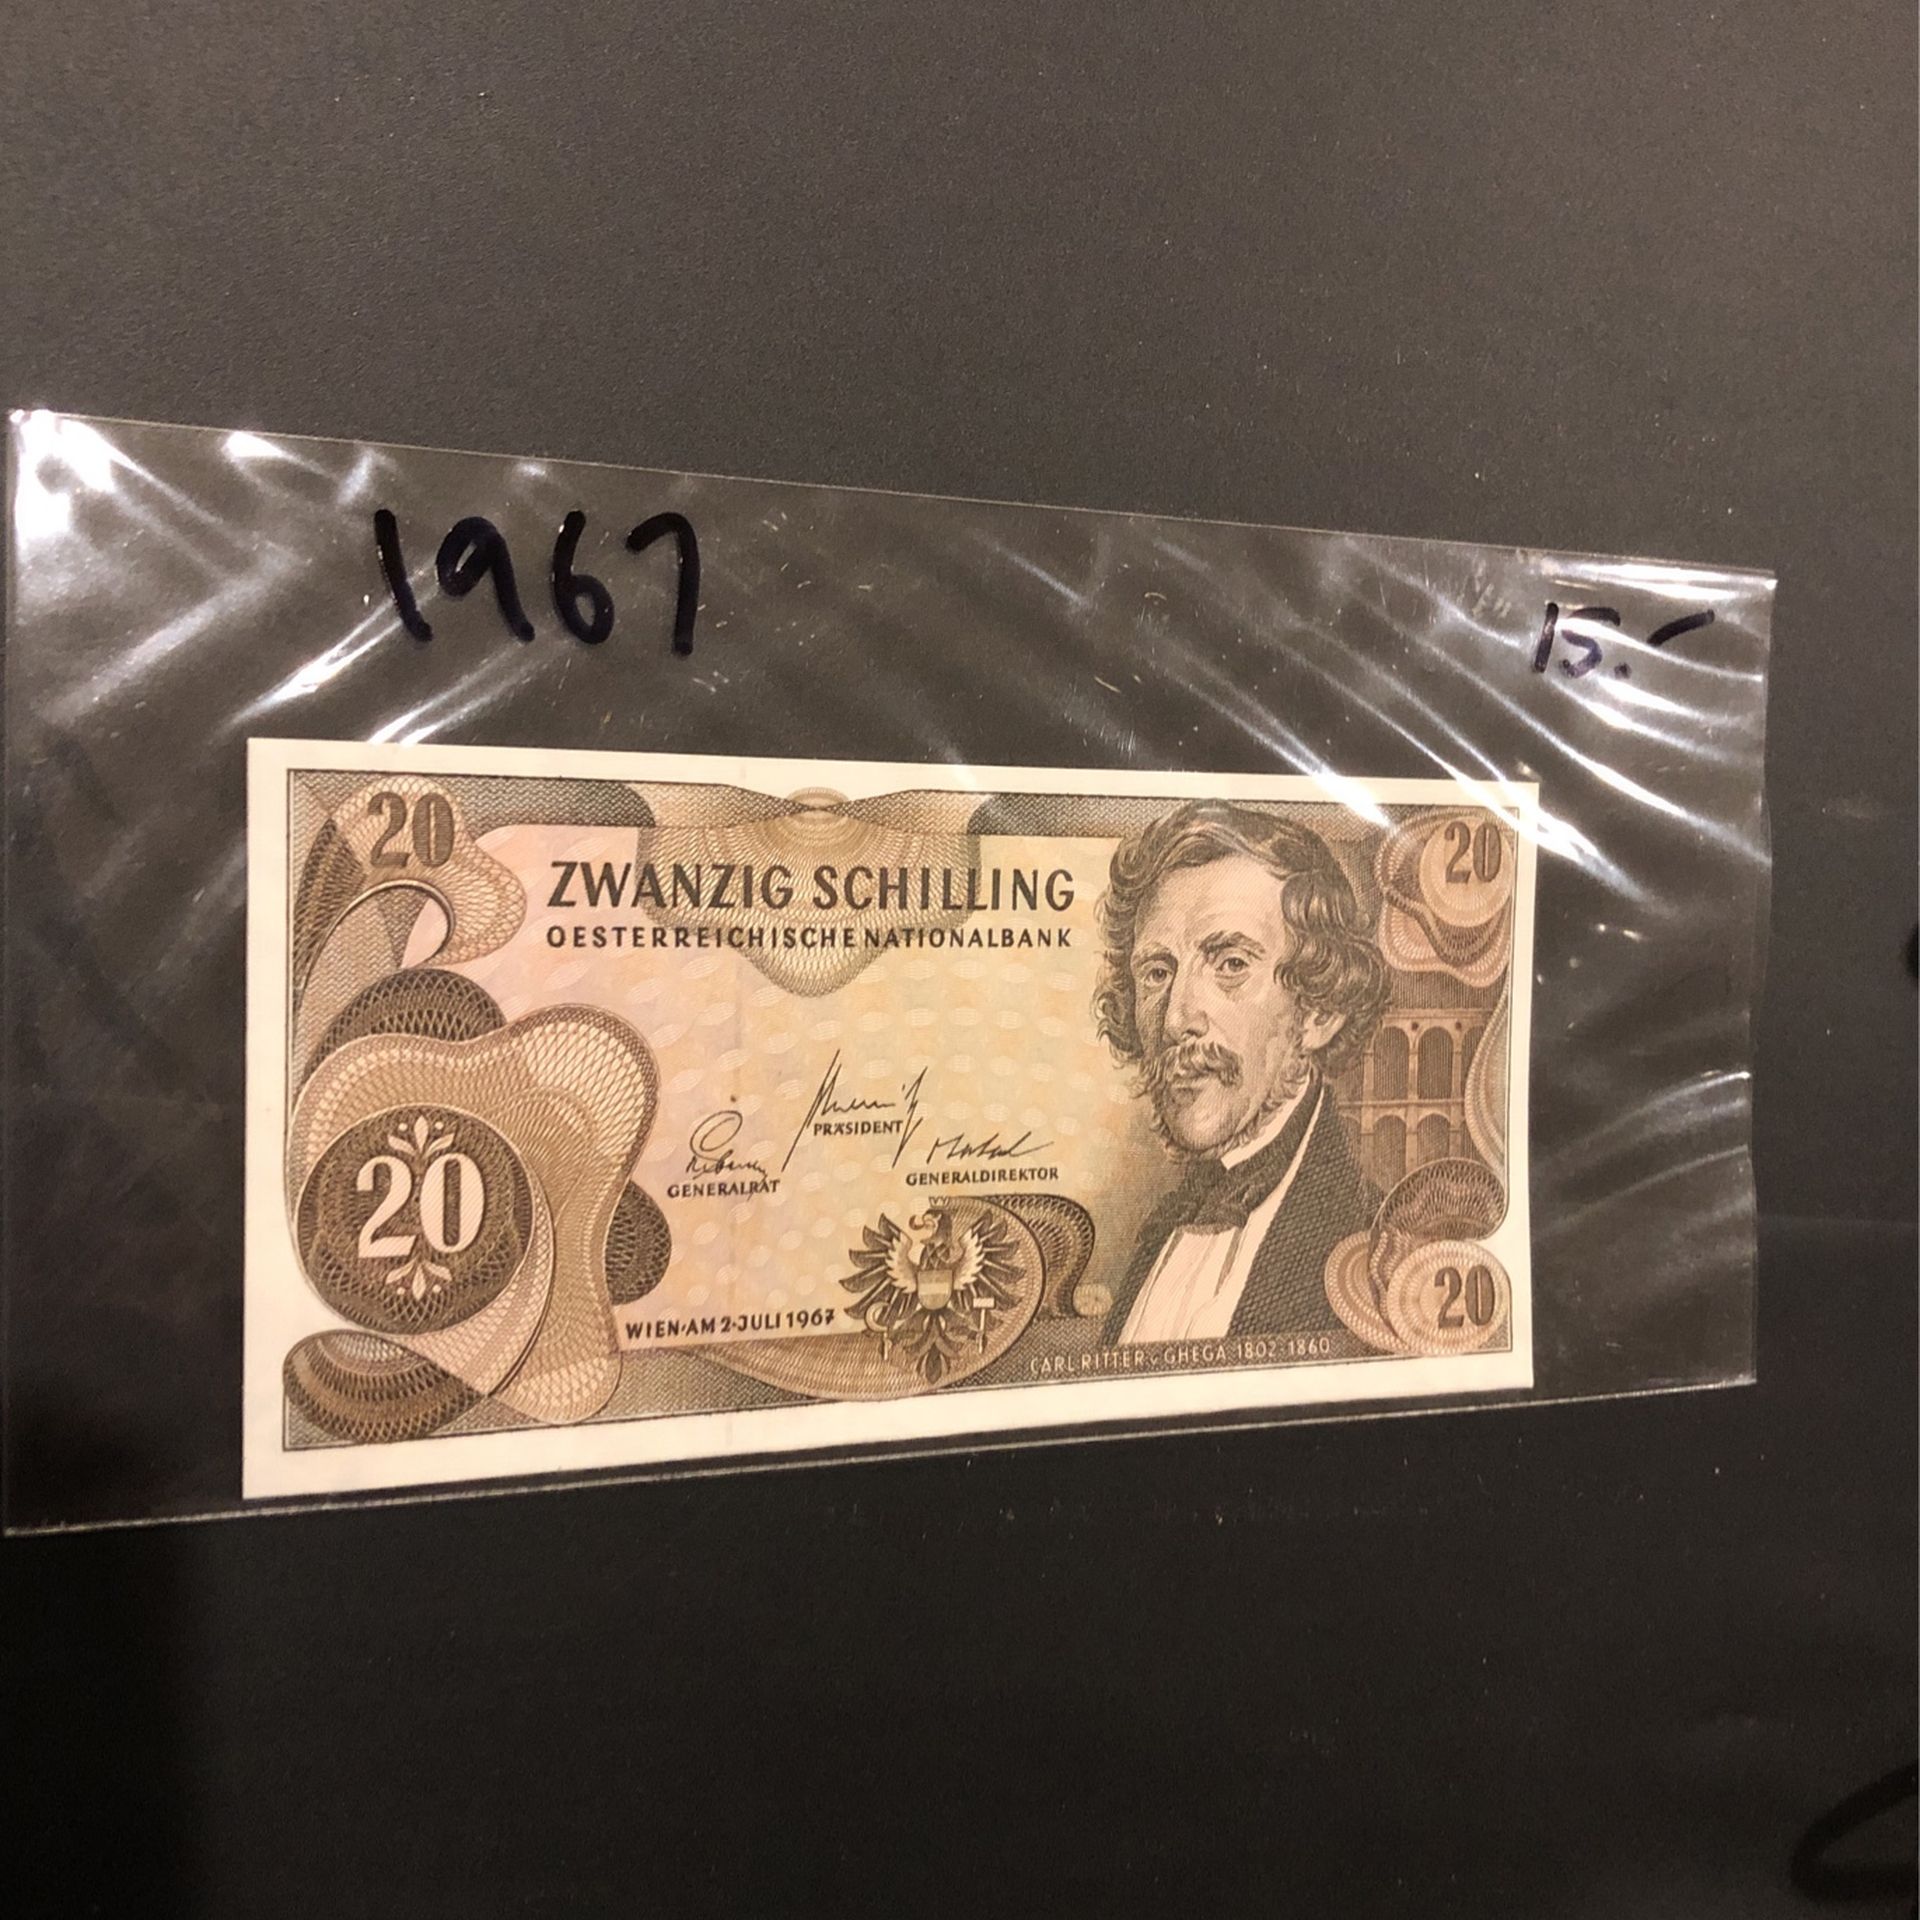 1967
15.-
20
20
ZWANZIG SCHILLING
OESTERREICHISCHE NATIONALBANK
PRÄSIDENT
GENERALRAT
GENERALDIREKTOR
20
WIEN·AM 2·JULI 1967
20
CARL RITTER v. GHEGA 1802-1860